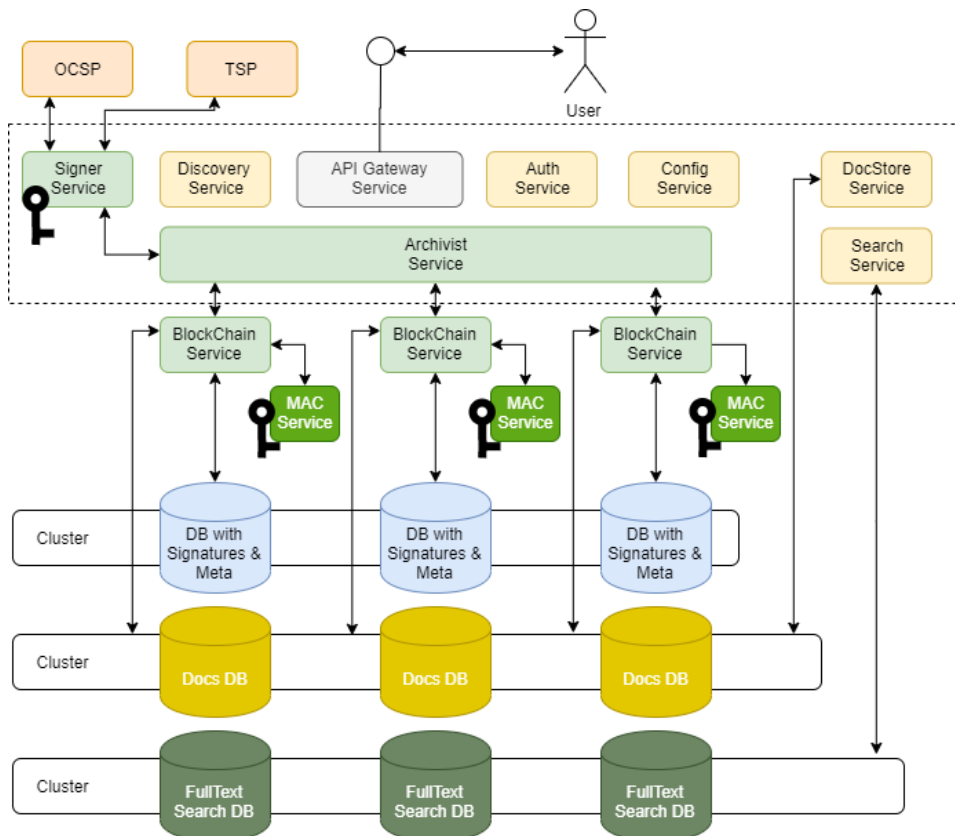 OCSP
TSP
User
Signer
Service
Discovery
Service
API Gateway
Service
Auth
Service
Config
Service
DocStore
Service
Archivist
Service
Search
Service
BlockChain
Service
BlockChain
Service
BlockChain
Service
MAC
Service
MAC
Service
MAC
Service
Cluster
DB with
Signatures &
Meta
DB with
Signatures &
Meta
DB with
Signatures &
Meta
Cluster
Docs DB
Docs DB
Docs DB
Cluster
FullText
Search DB
FullText
Search DB
FullText
Search DB